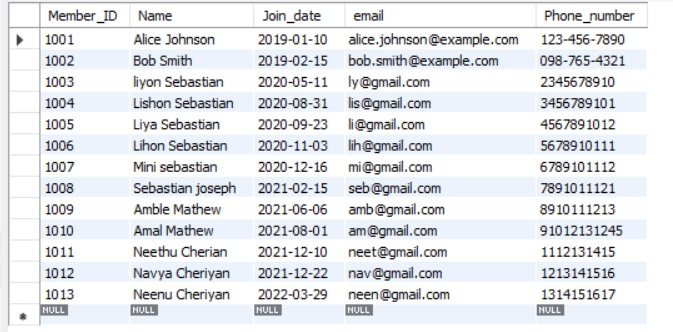 Member_ID Name Join_date email Phone_number
1001 Alice Johnson 2019-01-10 alice.johnson@example.com 123-456-7890
1002 Bob Smith 2019-02-15 bob.smith@example.com 098-765-4321
1003 liyon Sebastian 2020-05-11 ly@gmail.com 2345678910
1004 Lishon Sebastian 2020-08-31 lis@gmail.com 3456789101
1005 Liya Sebastian 2020-09-23 li@gmail.com 4567891012
1006 Lihon Sebastian 2020-11-03 lih@gmail.com 5678910111
1007 Mini sebastian 2020-12-16 mi@gmail.com 6789101112
1008 Sebastian joseph 2021-02-15 seb@gmail.com 7891011121
1009 Amble Mathew 2021-06-06 amb@gmail.com 8910111213
1010 Amal Mathew 2021-08-01 am@gmail.com 91012131245
1011 Neethu Cherian 2021-12-10 neet@gmail.com 1112131415
1012 Navya Cheriyan 2021-12-22 nav@gmail.com 1213141516
1013 Neenu Cheriyan 2022-03-29 neen@gmail.com 1314151617
NULL NULL NULL NULL NULL